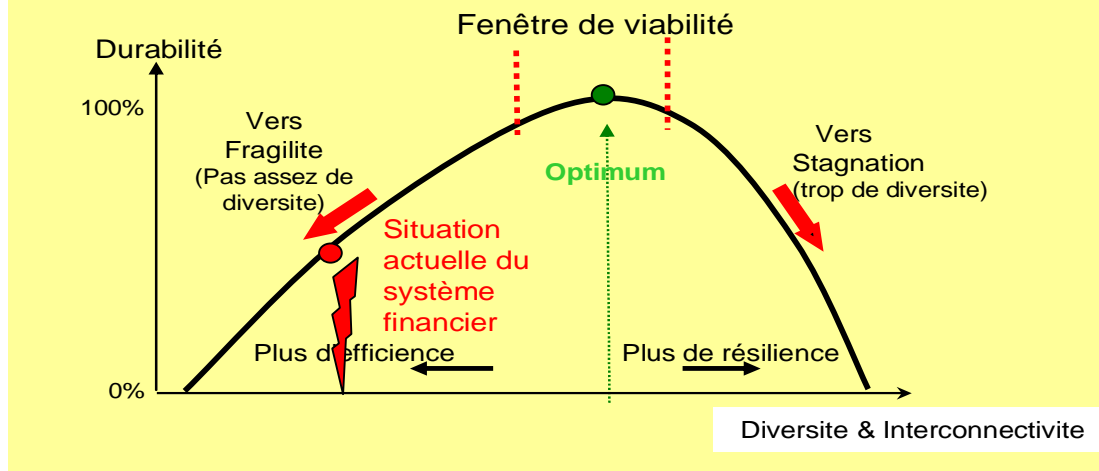 Fenêtre de viabilité
Durabilité
100%
Vers
Fragilite
(Pas assez de
diversite)
Optimum
Vers
Stagnation
(trop de diversite)
Situation
actuelle du
système
financier
Plus d'efficience
Plus de résilience
0%
Diversite & Interconnectivite